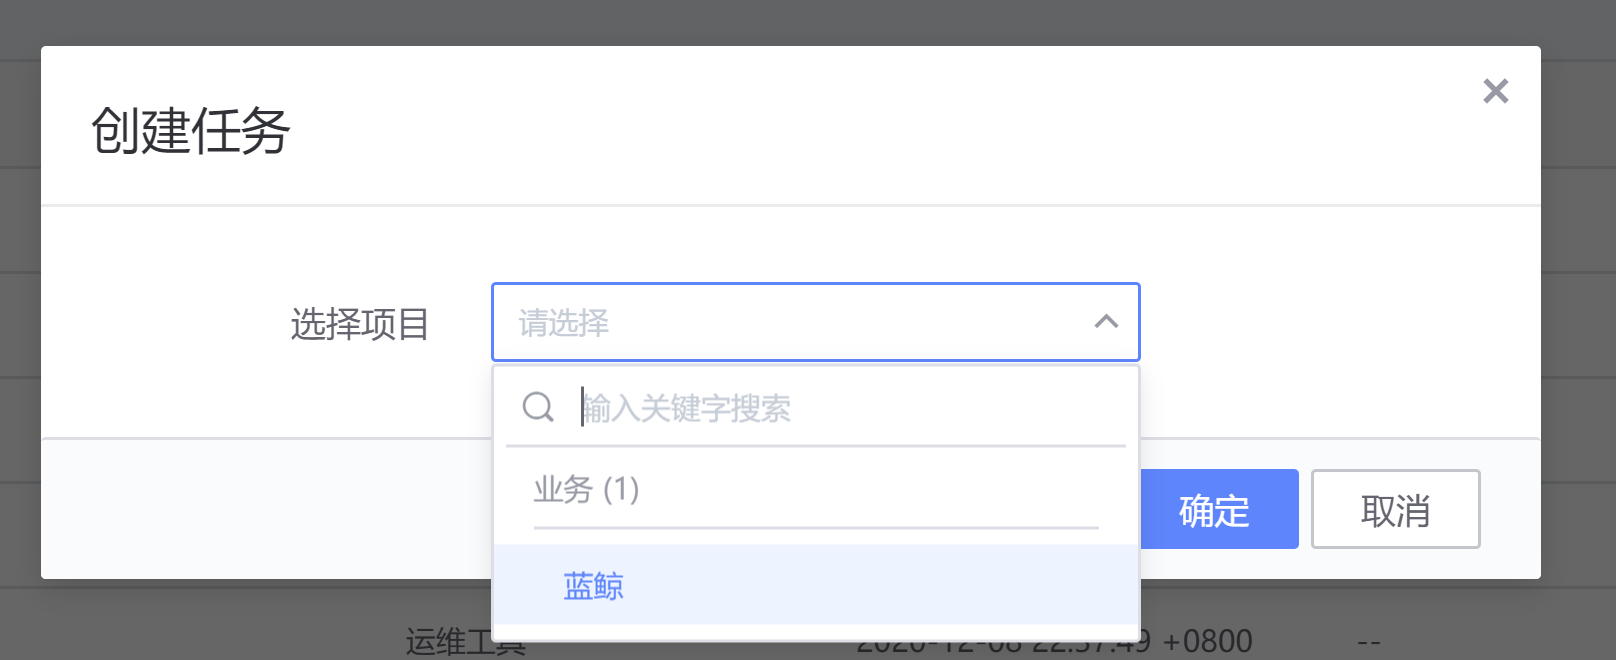 创建任务
选择项目
请选择
输入关键字搜索
业务 (1)
确定
取消
蓝鲸
运维工具
2020-12-08 22:57:49 +0800
--